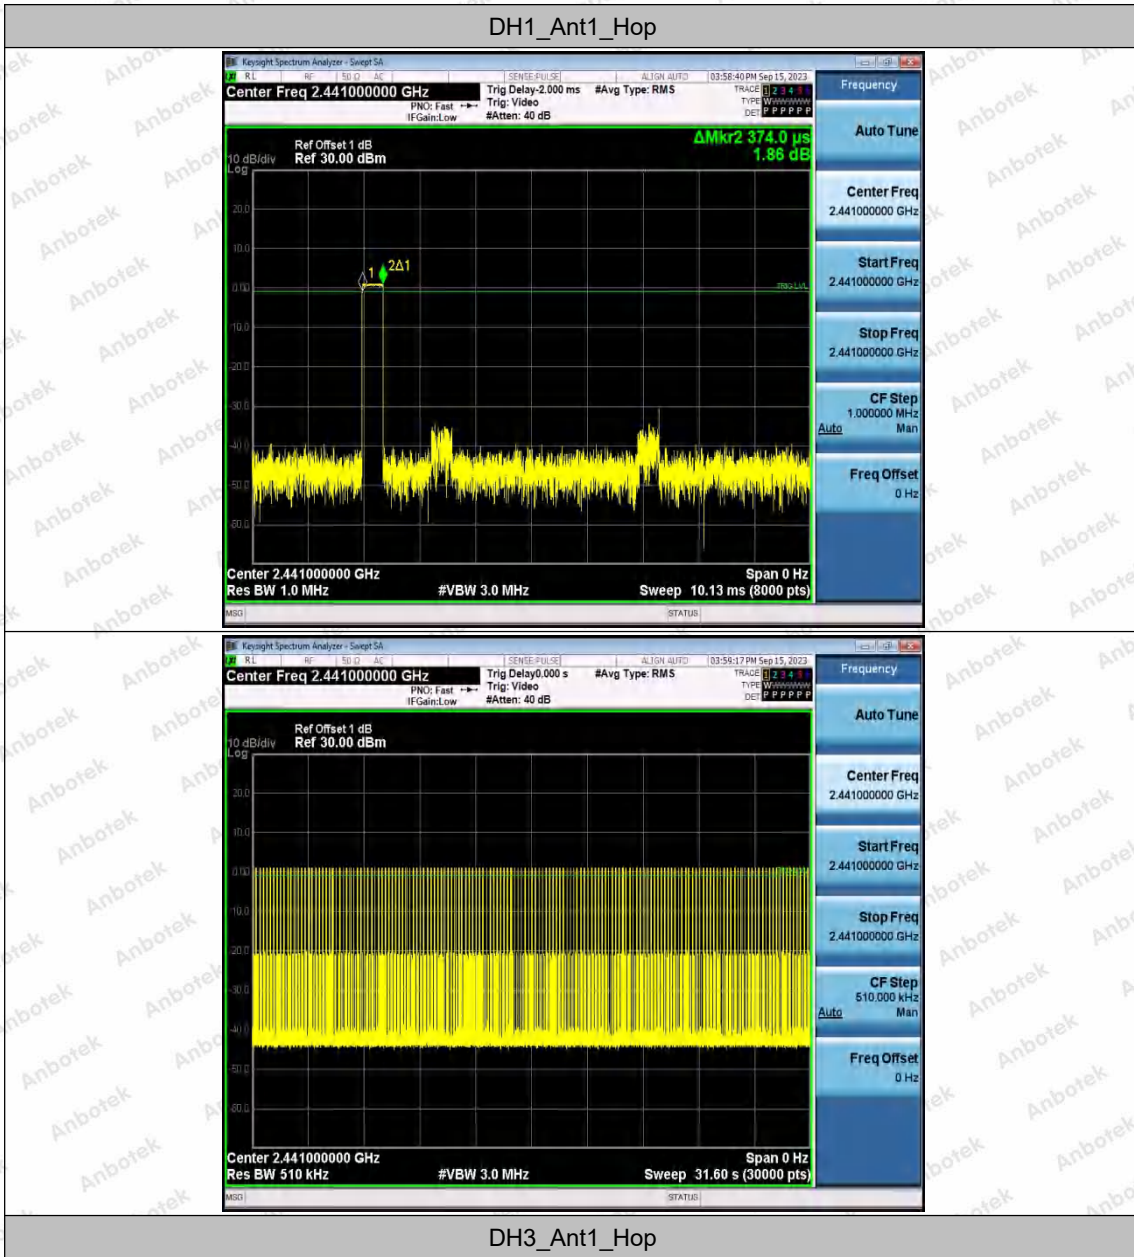 DH1_Ant1_Hop
Keysight Spectrum Analyzer - Swept SA
RL RF 50 Ω AC SENSE:PULSE ALIGN AUTO 03:58:40 PM Sep 15, 2023
Frequency
Center Freq 2.441000000 GHz
Trig Delay-2.000 ms #Avg Type: RMS
TRACE 1 2 3 4 5 6
PNO: Fast Trig: Video
TYPE WWWWWW
IFGain:Low #Atten: 40 dB
DET P P P P P P
Auto Tune
ΔMkr2 374.0 µs
1.86 dB
Ref Offset 1 dB
10 dB/div Ref 30.00 dBm
Log
20.0
10.0
0.00
-10.0
-20.0
-30.0
-40.0
-50.0
-60.0
1
2Δ1
TRIG LVL
Center Freq
2.441000000 GHz
Start Freq
2.441000000 GHz
Stop Freq
2.441000000 GHz
CF Step
1.000000 MHz
Auto Man
Freq Offset
0 Hz
Center 2.441000000 GHz Span 0 Hz
Res BW 1.0 MHz #VBW 3.0 MHz Sweep 10.13 ms (8000 pts)
MSG STATUS
Keysight Spectrum Analyzer - Swept SA
RL RF 50 Ω AC SENSE:PULSE ALIGN AUTO 03:59:17 PM Sep 15, 2023
Frequency
Center Freq 2.441000000 GHz
Trig Delay0.000 s #Avg Type: RMS
TRACE 1 2 3 4 5 6
PNO: Fast Trig: Video
TYPE WWWWWW
IFGain:Low #Atten: 40 dB
DET P P P P P P
Auto Tune
Ref Offset 1 dB
10 dB/div Ref 30.00 dBm
Log
20.0
10.0
0.00
-10.0
-20.0
-30.0
-40.0
-50.0
-60.0
Center Freq
2.441000000 GHz
Start Freq
2.441000000 GHz
Stop Freq
2.441000000 GHz
CF Step
510.000 kHz
Auto Man
Freq Offset
0 Hz
Center 2.441000000 GHz Span 0 Hz
Res BW 510 kHz #VBW 3.0 MHz Sweep 31.60 s (30000 pts)
MSG STATUS
DH3_Ant1_Hop
Anbotek